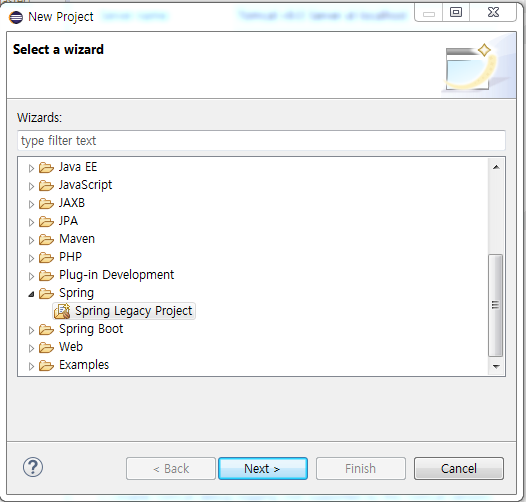 New Project
Select a wizard
Wizards:
type filter text
Java EE
JavaScript
JAXB
JPA
Maven
PHP
Plug-in Development
Spring
Spring Legacy Project
Spring Boot
Web
Examples
?
< Back
Next >
Finish
Cancel